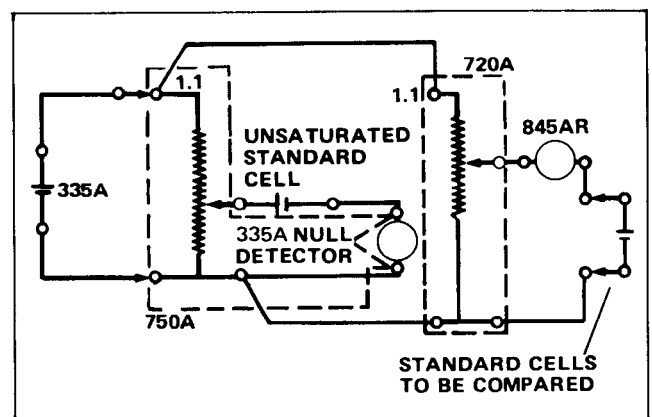 720A
1.1
1.1
845AR
UNSATURATED
STANDARD
CELL
335A
335A NULL
DETECTOR
750A
STANDARD CELLS
TO BE COMPARED